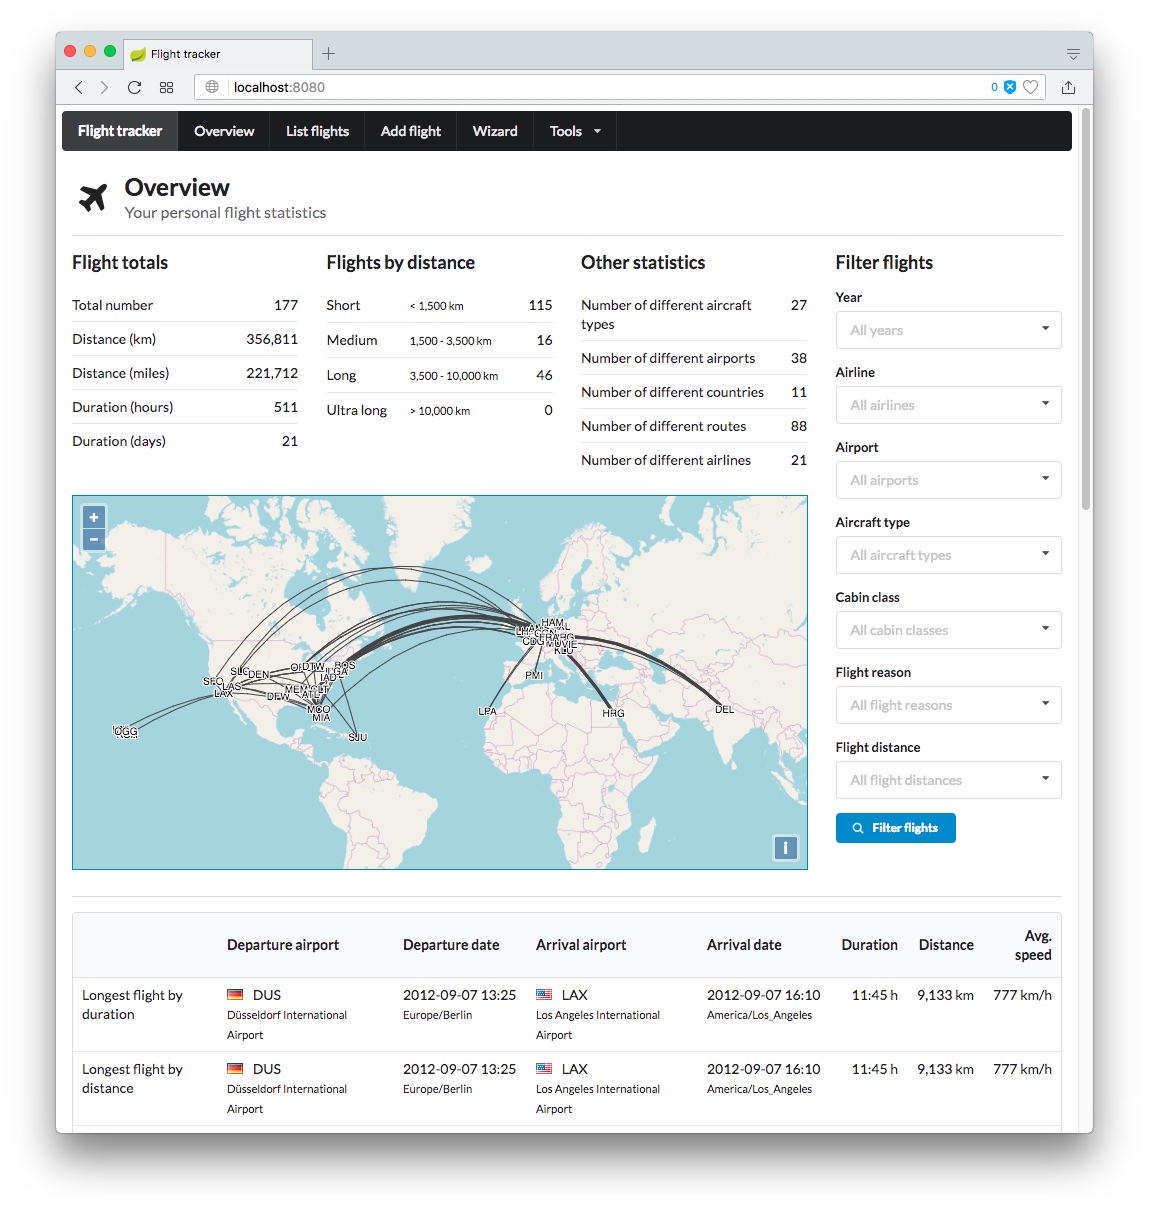 Flight tracker
localhost:8080
0
Flight tracker
Overview
List flights
Add flight
Wizard
Tools
Overview
Your personal flight statistics
Flight totals
Total number 177
Distance (km) 356,811
Distance (miles) 221,712
Duration (hours) 511
Duration (days) 21
Flights by distance
Short < 1,500 km 115
Medium 1,500 - 3,500 km 16
Long 3,500 - 10,000 km 46
Ultra long > 10,000 km 0
Other statistics
Number of different aircraft 27
types
Number of different airports 38
Number of different countries 11
Number of different routes 88
Number of different airlines 21
Filter flights
Year
All years
Airline
All airlines
Airport
All airports
Aircraft type
All aircraft types
Cabin class
All cabin classes
Flight reason
All flight reasons
Flight distance
All flight distances
Filter flights
+
−
i
HAM
CDG
MUC
VIE
KLU
PMI
LPA
HRG
DEL
SLC
DEN
SFO
LAS
LAX
DTW
BOS
IAD
MEM
CLT
DFW
ATL
MCO
MIA
SJU
OGG
Departure airport Departure date Arrival airport Arrival date Duration Distance Avg.
speed
Longest flight by DUS 2012-09-07 13:25 LAX 2012-09-07 16:10 11:45 h 9,133 km 777 km/h
duration Düsseldorf International Europe/Berlin Los Angeles International America/Los_Angeles
Airport Airport
Longest flight by DUS 2012-09-07 13:25 LAX 2012-09-07 16:10 11:45 h 9,133 km 777 km/h
distance Düsseldorf International Europe/Berlin Los Angeles International America/Los_Angeles
Airport Airport